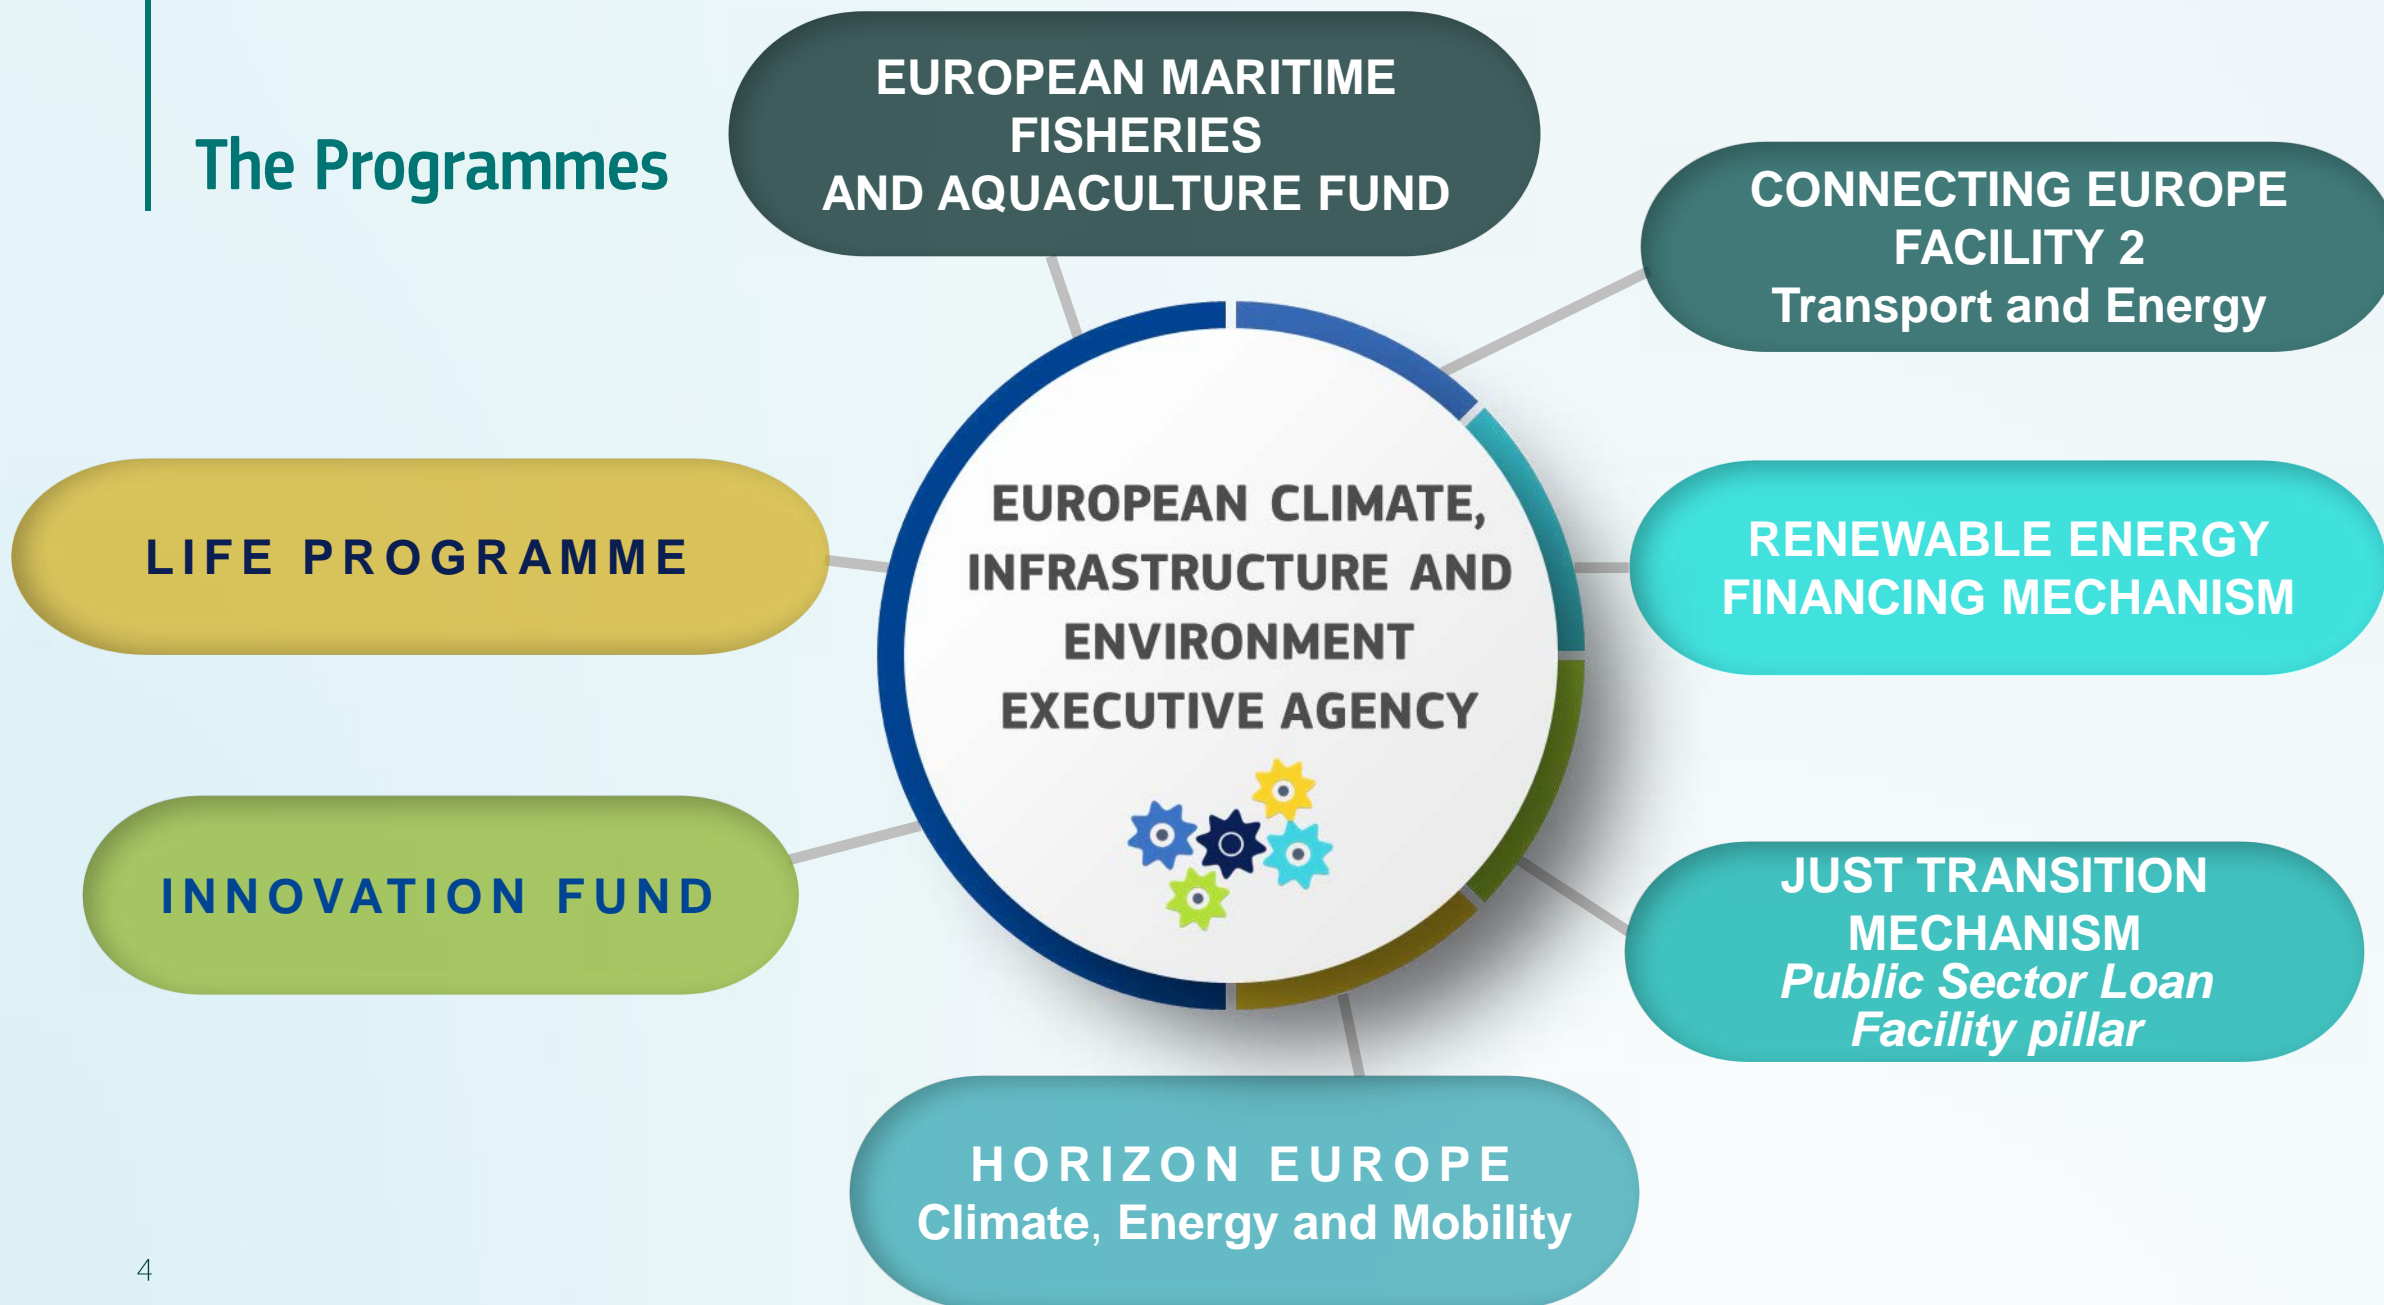 The Programmes
EUROPEAN MARITIME
FISHERIES
AND AQUACULTURE FUND
CONNECTING EUROPE
FACILITY 2
Transport and Energy
LIFE PROGRAMME
EUROPEAN CLIMATE,
INFRASTRUCTURE AND
ENVIRONMENT
EXECUTIVE AGENCY
RENEWABLE ENERGY
FINANCING MECHANISM
INNOVATION FUND
JUST TRANSITION
MECHANISM
Public Sector Loan
Facility pillar
HORIZON EUROPE
Climate, Energy and Mobility
4